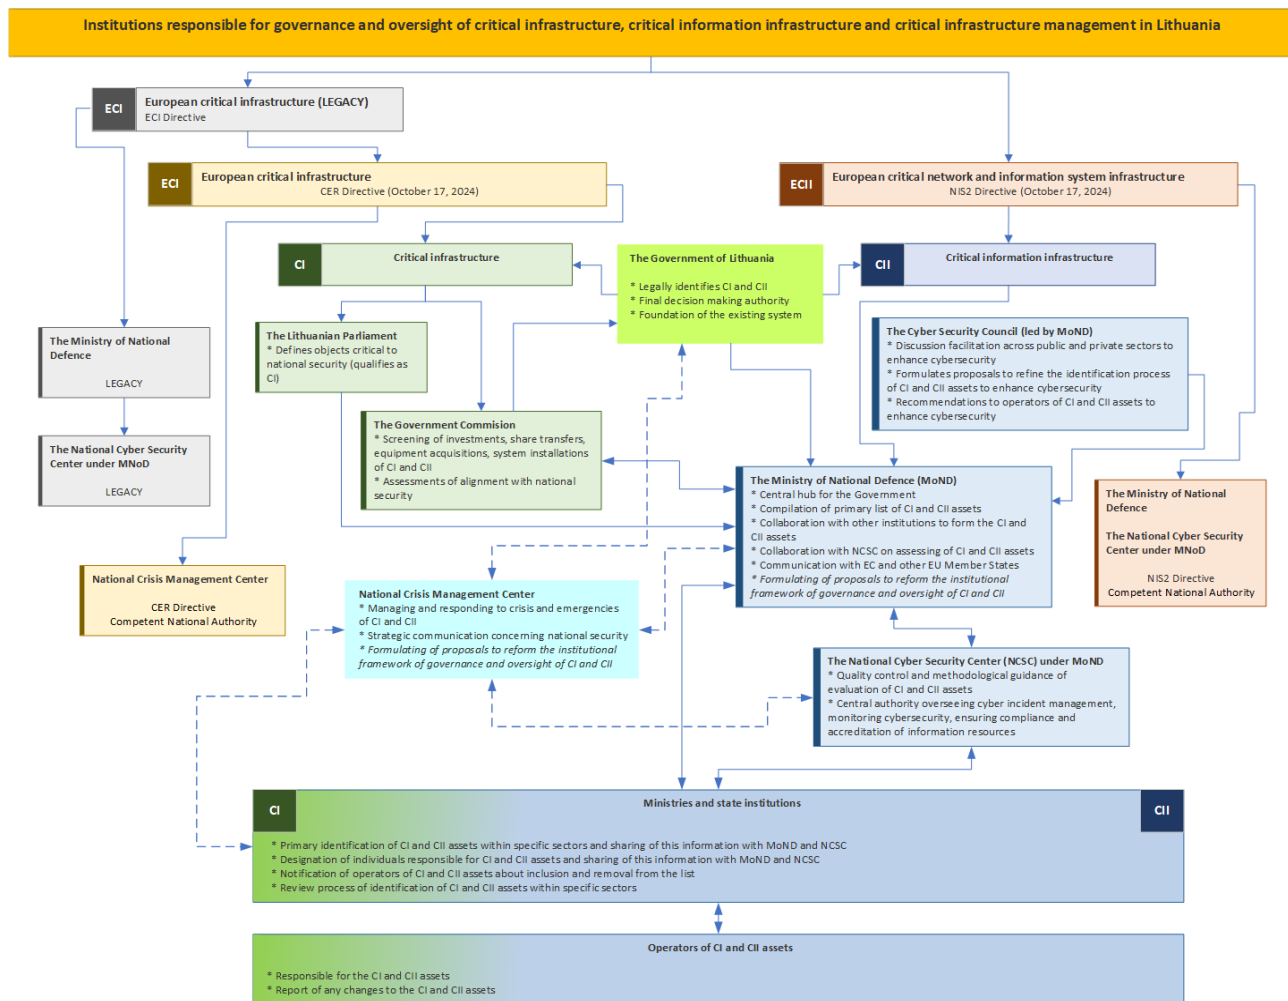 Institutions responsible for governance and oversight of critical infrastructure, critical information infrastructure and critical infrastructure management in Lithuania
ECI
European critical infrastructure (LEGACY)
ECI Directive
ECI
European critical infrastructure
CER Directive (October 17, 2024)
ECII
European critical network and information system infrastructure
NIS2 Directive (October 17, 2024)
CI
Critical infrastructure
The Government of Lithuania
* Legally identifies CI and CII
* Final decision making authority
* Foundation of the existing system
CII
Critical information infrastructure
The Ministry of National
Defence
LEGACY
The National Cyber Security
Center under MNoD
LEGACY
The Lithuanian Parliament
* Defines objects critical to
national security (qualifies as
CI)
The Government Commision
* Screening of investments, share transfers,
equipment acquisitions, system installations
of CI and CII
* Assessments of alignment with national
security
The Cyber Security Council (led by MoND)
* Discussion facilitation across public and private sectors to
enhance cybersecurity
* Formulates proposals to refine the identification process
of CI and CII assets to enhance cybersecurity
* Recommendations to operators of CI and CII assets to
enhance cybersecurity
The Ministry of National Defence (MoND)
* Central hub for the Government
* Compilation of primary list of CI and CII assets
* Collaboration with other institutions to form the CI and
CII assets
* Collaboration with NCSC on assessing of CI and CII assets
* Communication with EC and other EU Member States
* Formulating of proposals to reform the institutional
framework of governance and oversight of CI and CII
The Ministry of National
Defence
The National Cyber Security
Center under MNoD
NIS2 Directive
Competent National Authority
National Crisis Management Center
CER Directive
Competent National Authority
National Crisis Management Center
* Managing and responding to crisis and emergencies
of CI and CII
* Strategic communication concerning national security
* Formulating of proposals to reform the institutional
framework of governance and oversight of CI and CII
The National Cyber Security Center (NCSC) under MoND
* Quality control and methodological guidance of
evaluation of CI and CII assets
* Central authority overseeing cyber incident management,
monitoring cybersecurity, ensuring compliance and
accreditation of information resources
CI
Ministries and state institutions
CII
* Primary identification of CI and CII assets within specific sectors and sharing of this information with MoND and NCSC
* Designation of individuals responsible for CI and CII assets and sharing of this information with MoND and NCSC
* Notification of operators of CI and CII assets about inclusion and removal from the list
* Review process of identification of CI and CII assets within specific sectors
Operators of CI and CII assets
* Responsible for the CI and CII assets
* Report of any changes to the CI and CII assets